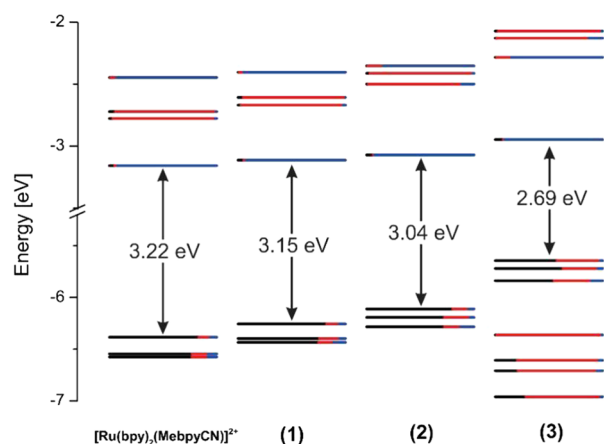 -2
-3
Energy [eV]
3.22 eV
3.15 eV
3.04 eV
2.69 eV
-6
-7
[Ru(bpy)₂(MebpyCN)]²⁺
(1)
(2)
(3)